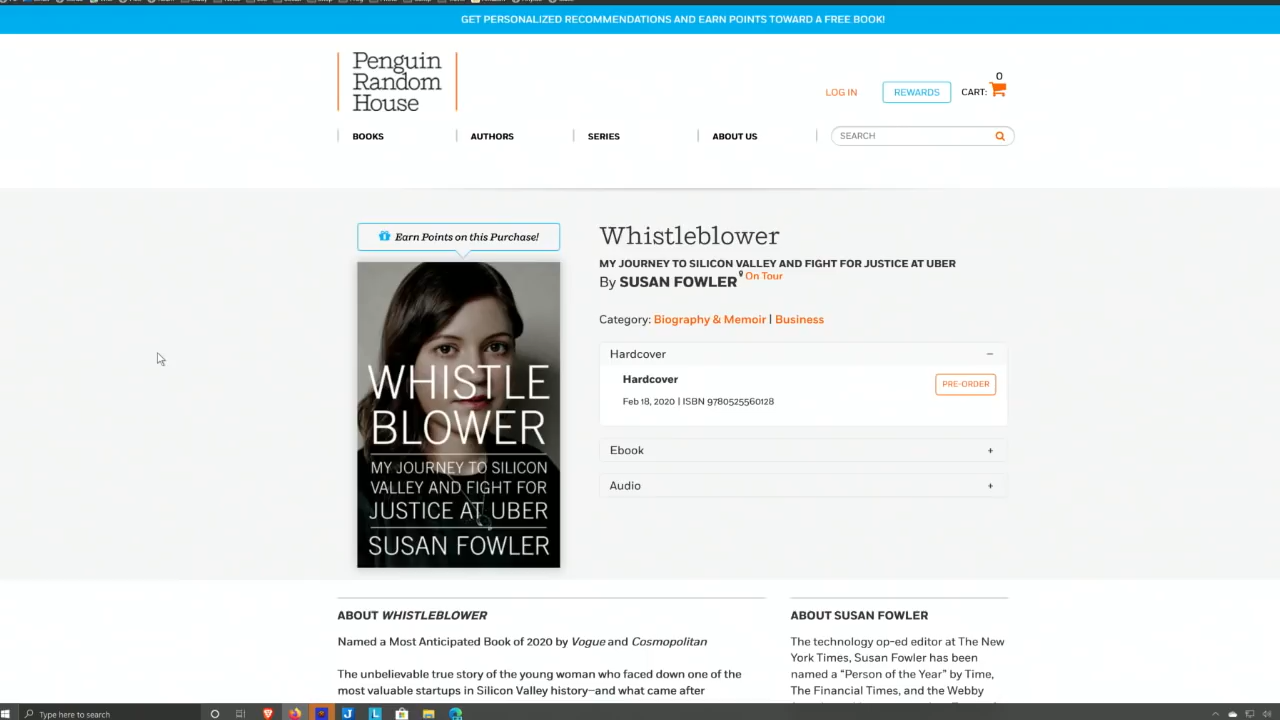 GET PERSONALIZED RECOMMENDATIONS AND EARN POINTS TOWARD A FREE BOOK!
Penguin
Random
House
0
LOG IN
REWARDS
CART:
BOOKS
AUTHORS
SERIES
ABOUT US
SEARCH
Earn Points on this Purchase!
WHISTLE
BLOWER
MY JOURNEY TO SILICON
VALLEY AND FIGHT FOR
JUSTICE AT UBER
SUSAN FOWLER
Whistleblower
MY JOURNEY TO SILICON VALLEY AND FIGHT FOR JUSTICE AT UBER
By SUSAN FOWLER On Tour
Category: Biography & Memoir | Business
Hardcover −
Hardcover
PRE-ORDER
Feb 18, 2020 | ISBN 9780525560128
Ebook +
Audio +
ABOUT WHISTLEBLOWER
Named a Most Anticipated Book of 2020 by Vogue and Cosmopolitan
The unbelievable true story of the young woman who faced down one of the
most valuable startups in Silicon Valley history—and what came after
ABOUT SUSAN FOWLER
The technology op-ed editor at The New
York Times, Susan Fowler has been
named a “Person of the Year” by Time,
The Financial Times, and the Webby
Type here to search